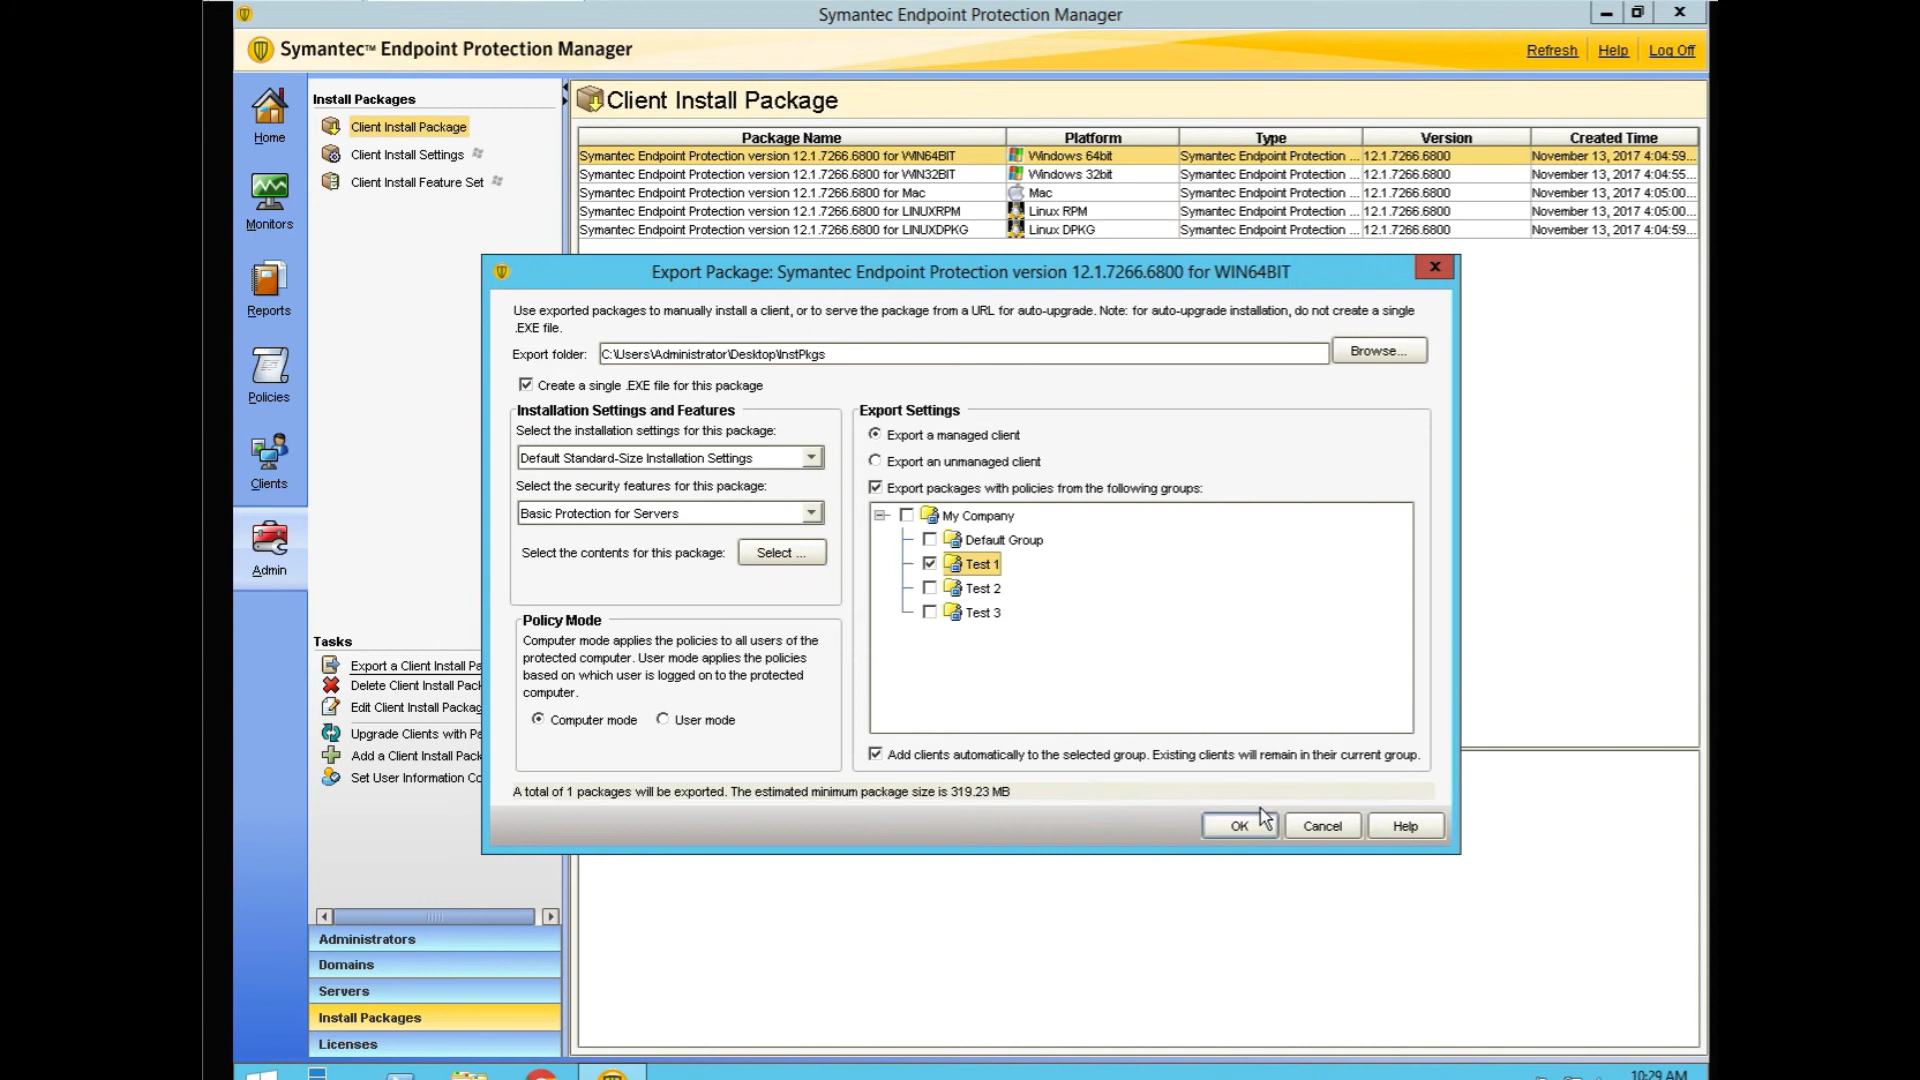 Symantec Endpoint Protection Manager
Symantec™ Endpoint Protection Manager
Refresh
Help
Log Off
Home
Monitors
Reports
Policies
Clients
Admin
Install Packages
Client Install Package
Client Install Settings
Client Install Feature Set
Client Install Package
Package Name Platform Type Version Created Time
Symantec Endpoint Protection version 12.1.7266.6800 for WIN64BIT Windows 64bit Symantec Endpoint Protection ... 12.1.7266.6800 November 13, 2017 4:04:59...
Symantec Endpoint Protection version 12.1.7266.6800 for WIN32BIT Windows 32bit Symantec Endpoint Protection ... 12.1.7266.6800 November 13, 2017 4:04:55...
Symantec Endpoint Protection version 12.1.7266.6800 for Mac Mac Symantec Endpoint Protection ... 12.1.7266.6800 November 13, 2017 4:05:00...
Symantec Endpoint Protection version 12.1.7266.6800 for LINUXRPM Linux RPM Symantec Endpoint Protection ... 12.1.7266.6800 November 13, 2017 4:05:00...
Symantec Endpoint Protection version 12.1.7266.6800 for LINUXDPKG Linux DPKG Symantec Endpoint Protection ... 12.1.7266.6800 November 13, 2017 4:04:59...
Export Package: Symantec Endpoint Protection version 12.1.7266.6800 for WIN64BIT
Use exported packages to manually install a client, or to serve the package from a URL for auto-upgrade. Note: for auto-upgrade installation, do not create a single
.EXE file.
Export folder: C:\Users\Administrator\Desktop\InstPkgs
Browse...
Create a single .EXE file for this package
Installation Settings and Features
Select the installation settings for this package:
Default Standard-Size Installation Settings
Select the security features for this package:
Basic Protection for Servers
Select the contents for this package:
Select ...
Policy Mode
Computer mode applies the policies to all users of the
protected computer. User mode applies the policies
based on which user is logged on to the protected
computer.
Computer mode
User mode
Export Settings
Export a managed client
Export an unmanaged client
Export packages with policies from the following groups:
My Company
Default Group
Test 1
Test 2
Test 3
Add clients automatically to the selected group. Existing clients will remain in their current group.
A total of 1 packages will be exported. The estimated minimum package size is 319.23 MB
OK
Cancel
Help
Tasks
Export a Client Install Pa
Delete Client Install Pack
Edit Client Install Packag
Upgrade Clients with Pa
Add a Client Install Pack
Set User Information Co
Administrators
Domains
Servers
Install Packages
Licenses
10:29 AM